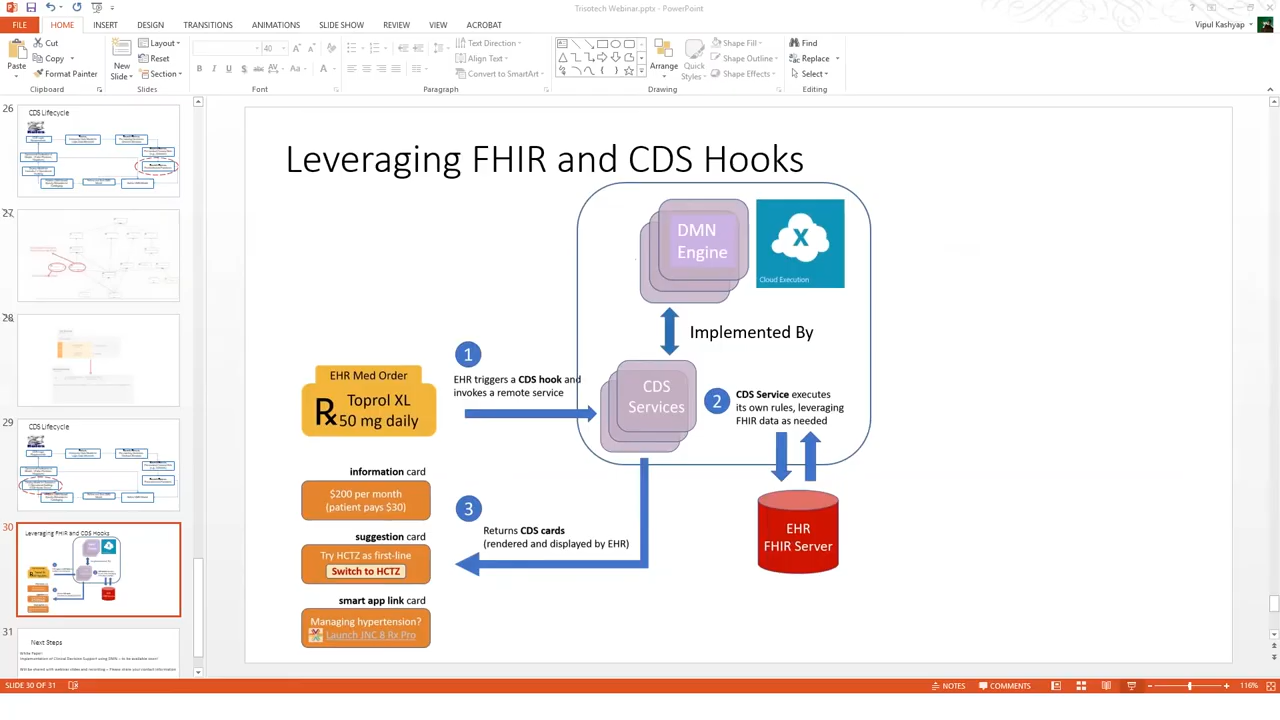 Trisotech Webinar.pptx - PowerPoint
FILE
HOME
INSERT
DESIGN
TRANSITIONS
ANIMATIONS
SLIDE SHOW
REVIEW
VIEW
ACROBAT
Vipul Kashyap
Paste
Cut
Copy
Format Painter
Clipboard
New
Slide
Layout
Reset
Section
Slides
40
B I U S abc AV Aa A
Font
Paragraph
Text Direction
Align Text
Convert to SmartArt
Arrange
Quick
Styles
Shape Fill
Shape Outline
Shape Effects
Drawing
Find
Replace
Select
Editing
26
CDS Lifecycle
27
28
29
CDS Lifecycle
30
Leveraging FHIR and CDS Hooks
31
Next Steps
Leveraging FHIR and CDS Hooks
DMN
Engine
X
Cloud Execution
Implemented By
1
EHR triggers a CDS hook and
invokes a remote service
EHR Med Order
Rx Toprol XL
50 mg daily
CDS
Services
2
CDS Service executes
its own rules, leveraging
FHIR data as needed
information card
$200 per month
(patient pays $30)
3
Returns CDS cards
(rendered and displayed by EHR)
EHR
FHIR Server
suggestion card
Try HCTZ as first-line
Switch to HCTZ
smart app link card
Managing hypertension?
Launch JNC 8 Rx Pro
SLIDE 30 OF 31
NOTES
COMMENTS
116%